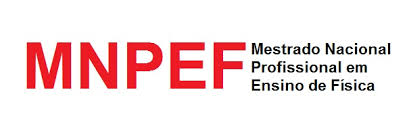 MNPEF
Mestrado Nacional
Profissional em
Ensino de Física